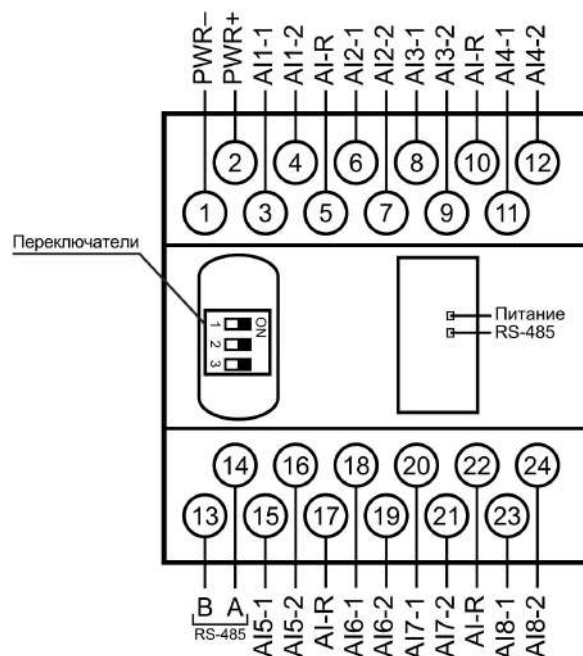 PWR–
PWR+
AI1-1
AI1-2
AI-R
AI2-1
AI2-2
AI3-1
AI3-2
AI-R
AI4-1
AI4-2
2
4
6
8
10
12
1
3
5
7
9
11
Переключатели
1
2
3
ON
Питание
RS-485
14
16
18
20
22
24
13
15
17
19
21
23
B
A
RS-485
AI5-1
AI5-2
AI-R
AI6-1
AI6-2
AI7-1
AI7-2
AI-R
AI8-1
AI8-2